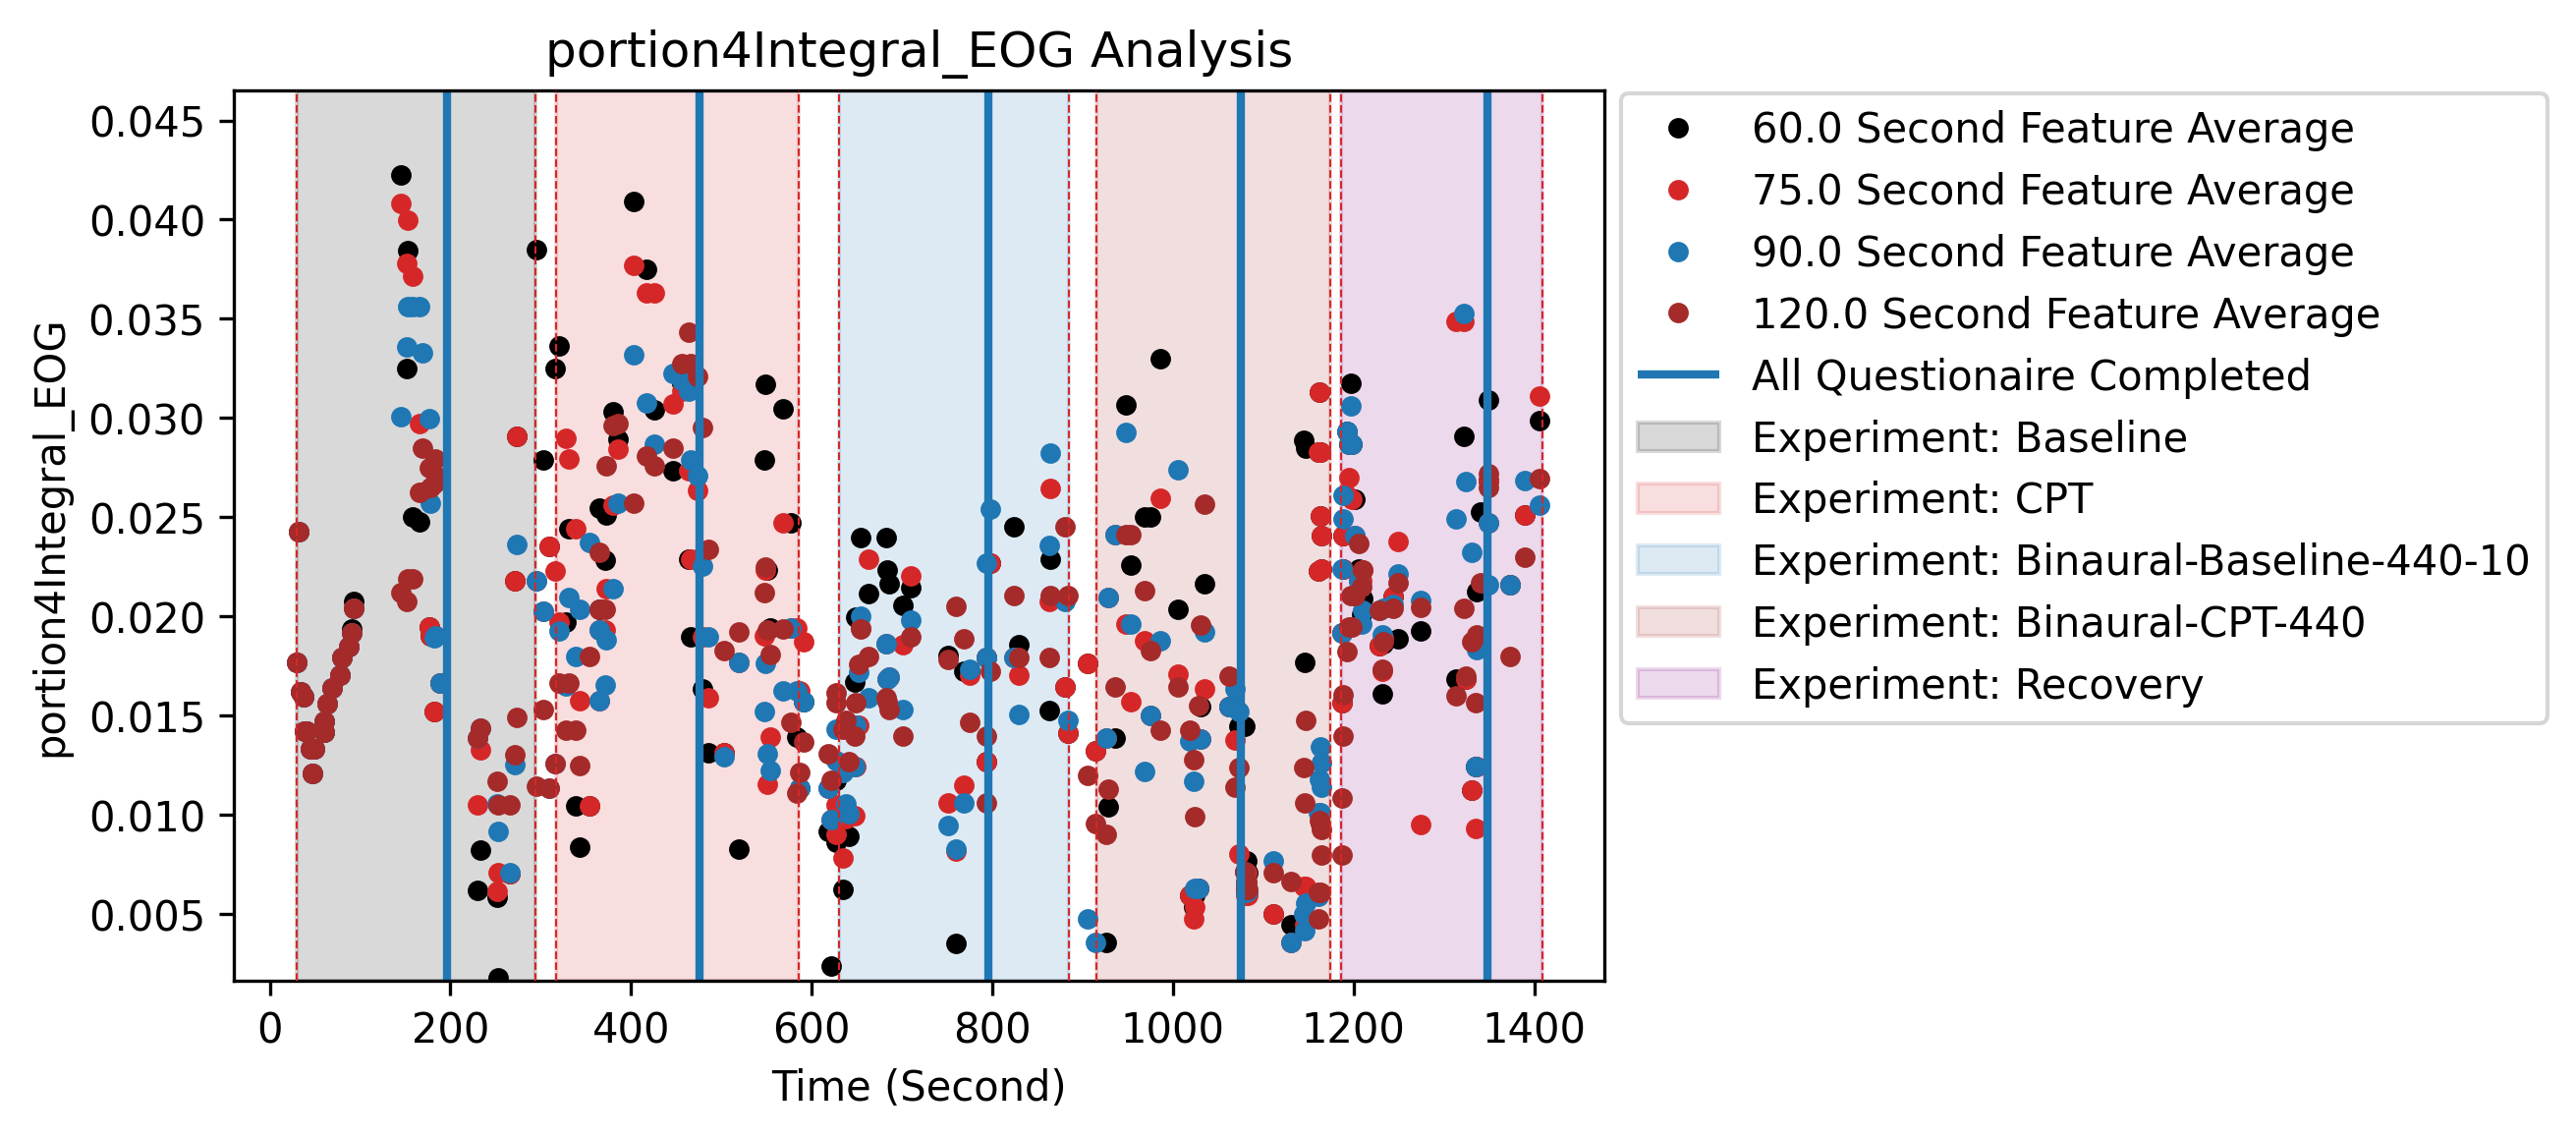 portion4Integral_EOG Analysis
portion4Integral_EOG
0.045
0.040
0.035
0.030
0.025
0.020
0.015
0.010
0.005
0 200 400 600 800 1000 1200 1400
Time (Second)
60.0 Second Feature Average
75.0 Second Feature Average
90.0 Second Feature Average
120.0 Second Feature Average
All Questionaire Completed
Experiment: Baseline
Experiment: CPT
Experiment: Binaural-Baseline-440-10
Experiment: Binaural-CPT-440
Experiment: Recovery